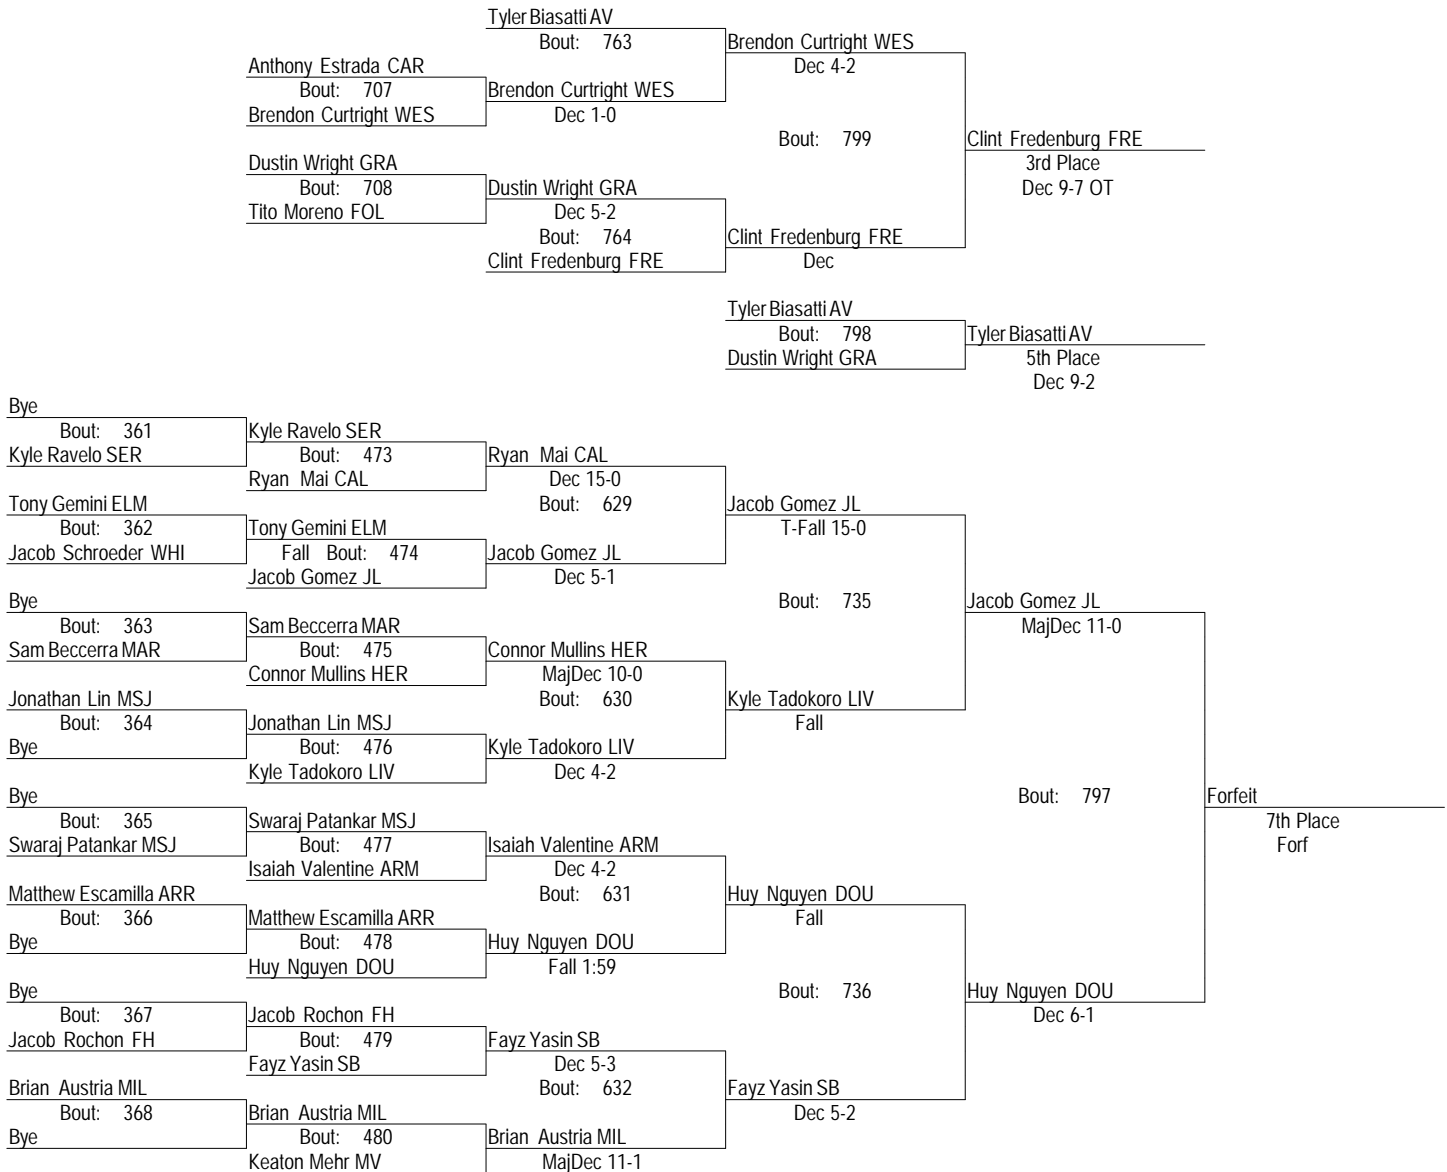 Tyler Biasatti AV
Bout: 763
Brendon Curtright WES
Dec 4-2
Anthony Estrada CAR
Bout: 707
Brendon Curtright WES
Brendon Curtright WES
Dec 1-0
Bout: 799
Clint Fredenburg FRE
3rd Place
Dec 9-7 OT
Dustin Wright GRA
Bout: 708
Tito Moreno FOL
Dustin Wright GRA
Dec 5-2
Bout: 764
Clint Fredenburg FRE
Clint Fredenburg FRE
Dec
Tyler Biasatti AV
Bout: 798
Dustin Wright GRA
Tyler Biasatti AV
5th Place
Dec 9-2
Bye
Bout: 361
Kyle Ravelo SER
Kyle Ravelo SER
Bout: 473
Ryan Mai CAL
Ryan Mai CAL
Dec 15-0
Bout: 629
Tony Gemini ELM
Bout: 362
Jacob Schroeder WHI
Tony Gemini ELM
Fall Bout: 474
Jacob Gomez JL
Jacob Gomez JL
Dec 5-1
Jacob Gomez JL
T-Fall 15-0
Bout: 735
Jacob Gomez JL
MajDec 11-0
Bye
Bout: 363
Sam Beccerra MAR
Sam Beccerra MAR
Bout: 475
Connor Mullins HER
Connor Mullins HER
MajDec 10-0
Bout: 630
Jonathan Lin MSJ
Bout: 364
Bye
Jonathan Lin MSJ
Bout: 476
Kyle Tadokoro LIV
Kyle Tadokoro LIV
Dec 4-2
Kyle Tadokoro LIV
Fall
Bout: 797
Forfeit
7th Place
Forf
Bye
Bout: 365
Swaraj Patankar MSJ
Swaraj Patankar MSJ
Bout: 477
Isaiah Valentine ARM
Isaiah Valentine ARM
Dec 4-2
Bout: 631
Matthew Escamilla ARR
Bout: 366
Bye
Matthew Escamilla ARR
Bout: 478
Huy Nguyen DOU
Huy Nguyen DOU
Fall 1:59
Huy Nguyen DOU
Fall
Bout: 736
Huy Nguyen DOU
Dec 6-1
Bye
Bout: 367
Jacob Rochon FH
Jacob Rochon FH
Bout: 479
Fayz Yasin SB
Fayz Yasin SB
Dec 5-3
Bout: 632
Brian Austria MIL
Bout: 368
Bye
Brian Austria MIL
Bout: 480
Keaton Mehr MV
Brian Austria MIL
MajDec 11-1
Fayz Yasin SB
Dec 5-2